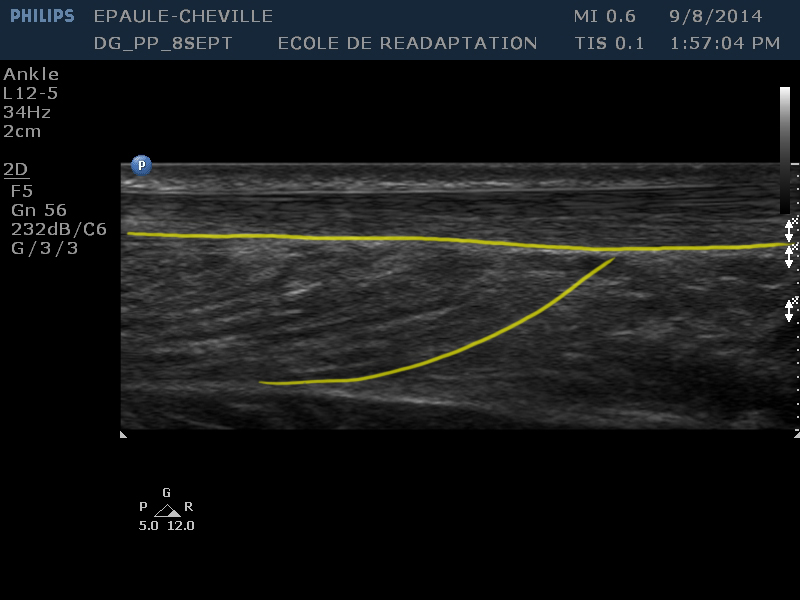 PHILIPS EPAULE-CHEVILLE MI 0.6 9/8/2014
DG_PP_8SEPT ECOLE DE READAPTATION TIS 0.1 1:57:04 PM
Ankle
L12-5
34Hz
2cm
2D
F5
Gn 56
232dB/C6
G/3/3
P
G
P R
5.0 12.0